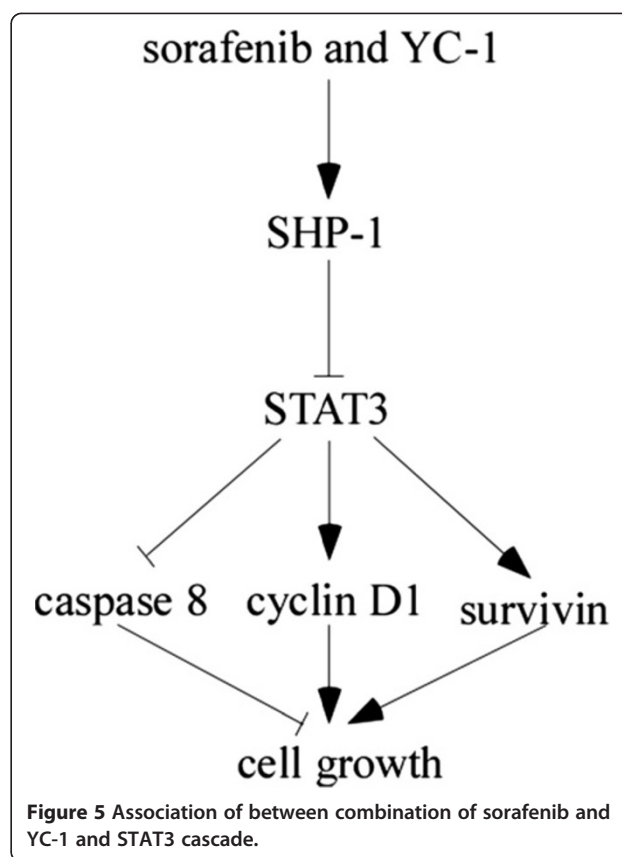 sorafenib and YC-1
SHP-1
STAT3
caspase 8 cyclin D1 survivin
cell growth
Figure 5 Association of between combination of sorafenib and
YC-1 and STAT3 cascade.